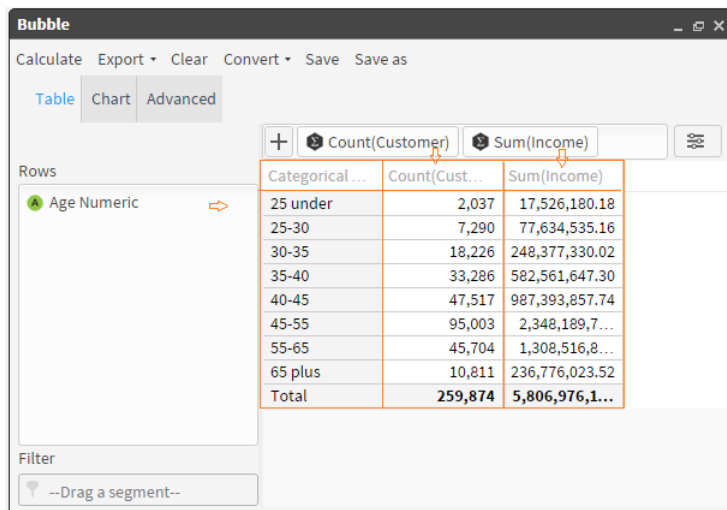 Bubble
Calculate Export Clear Convert Save Save as
Table Chart Advanced
Count(Customer) Sum(Income)
Rows
Age Numeric
Categorical ... Count(Cust... Sum(Income)
25 under 2,037 17,526,180.18
25-30 7,290 77,634,535.16
30-35 18,226 248,377,330.02
35-40 33,286 582,561,647.30
40-45 47,517 987,393,857.74
45-55 95,003 2,348,189,7...
55-65 45,704 1,308,516,8...
65 plus 10,811 236,776,023.52
Total 259,874 5,806,976,1...
Filter
--Drag a segment--